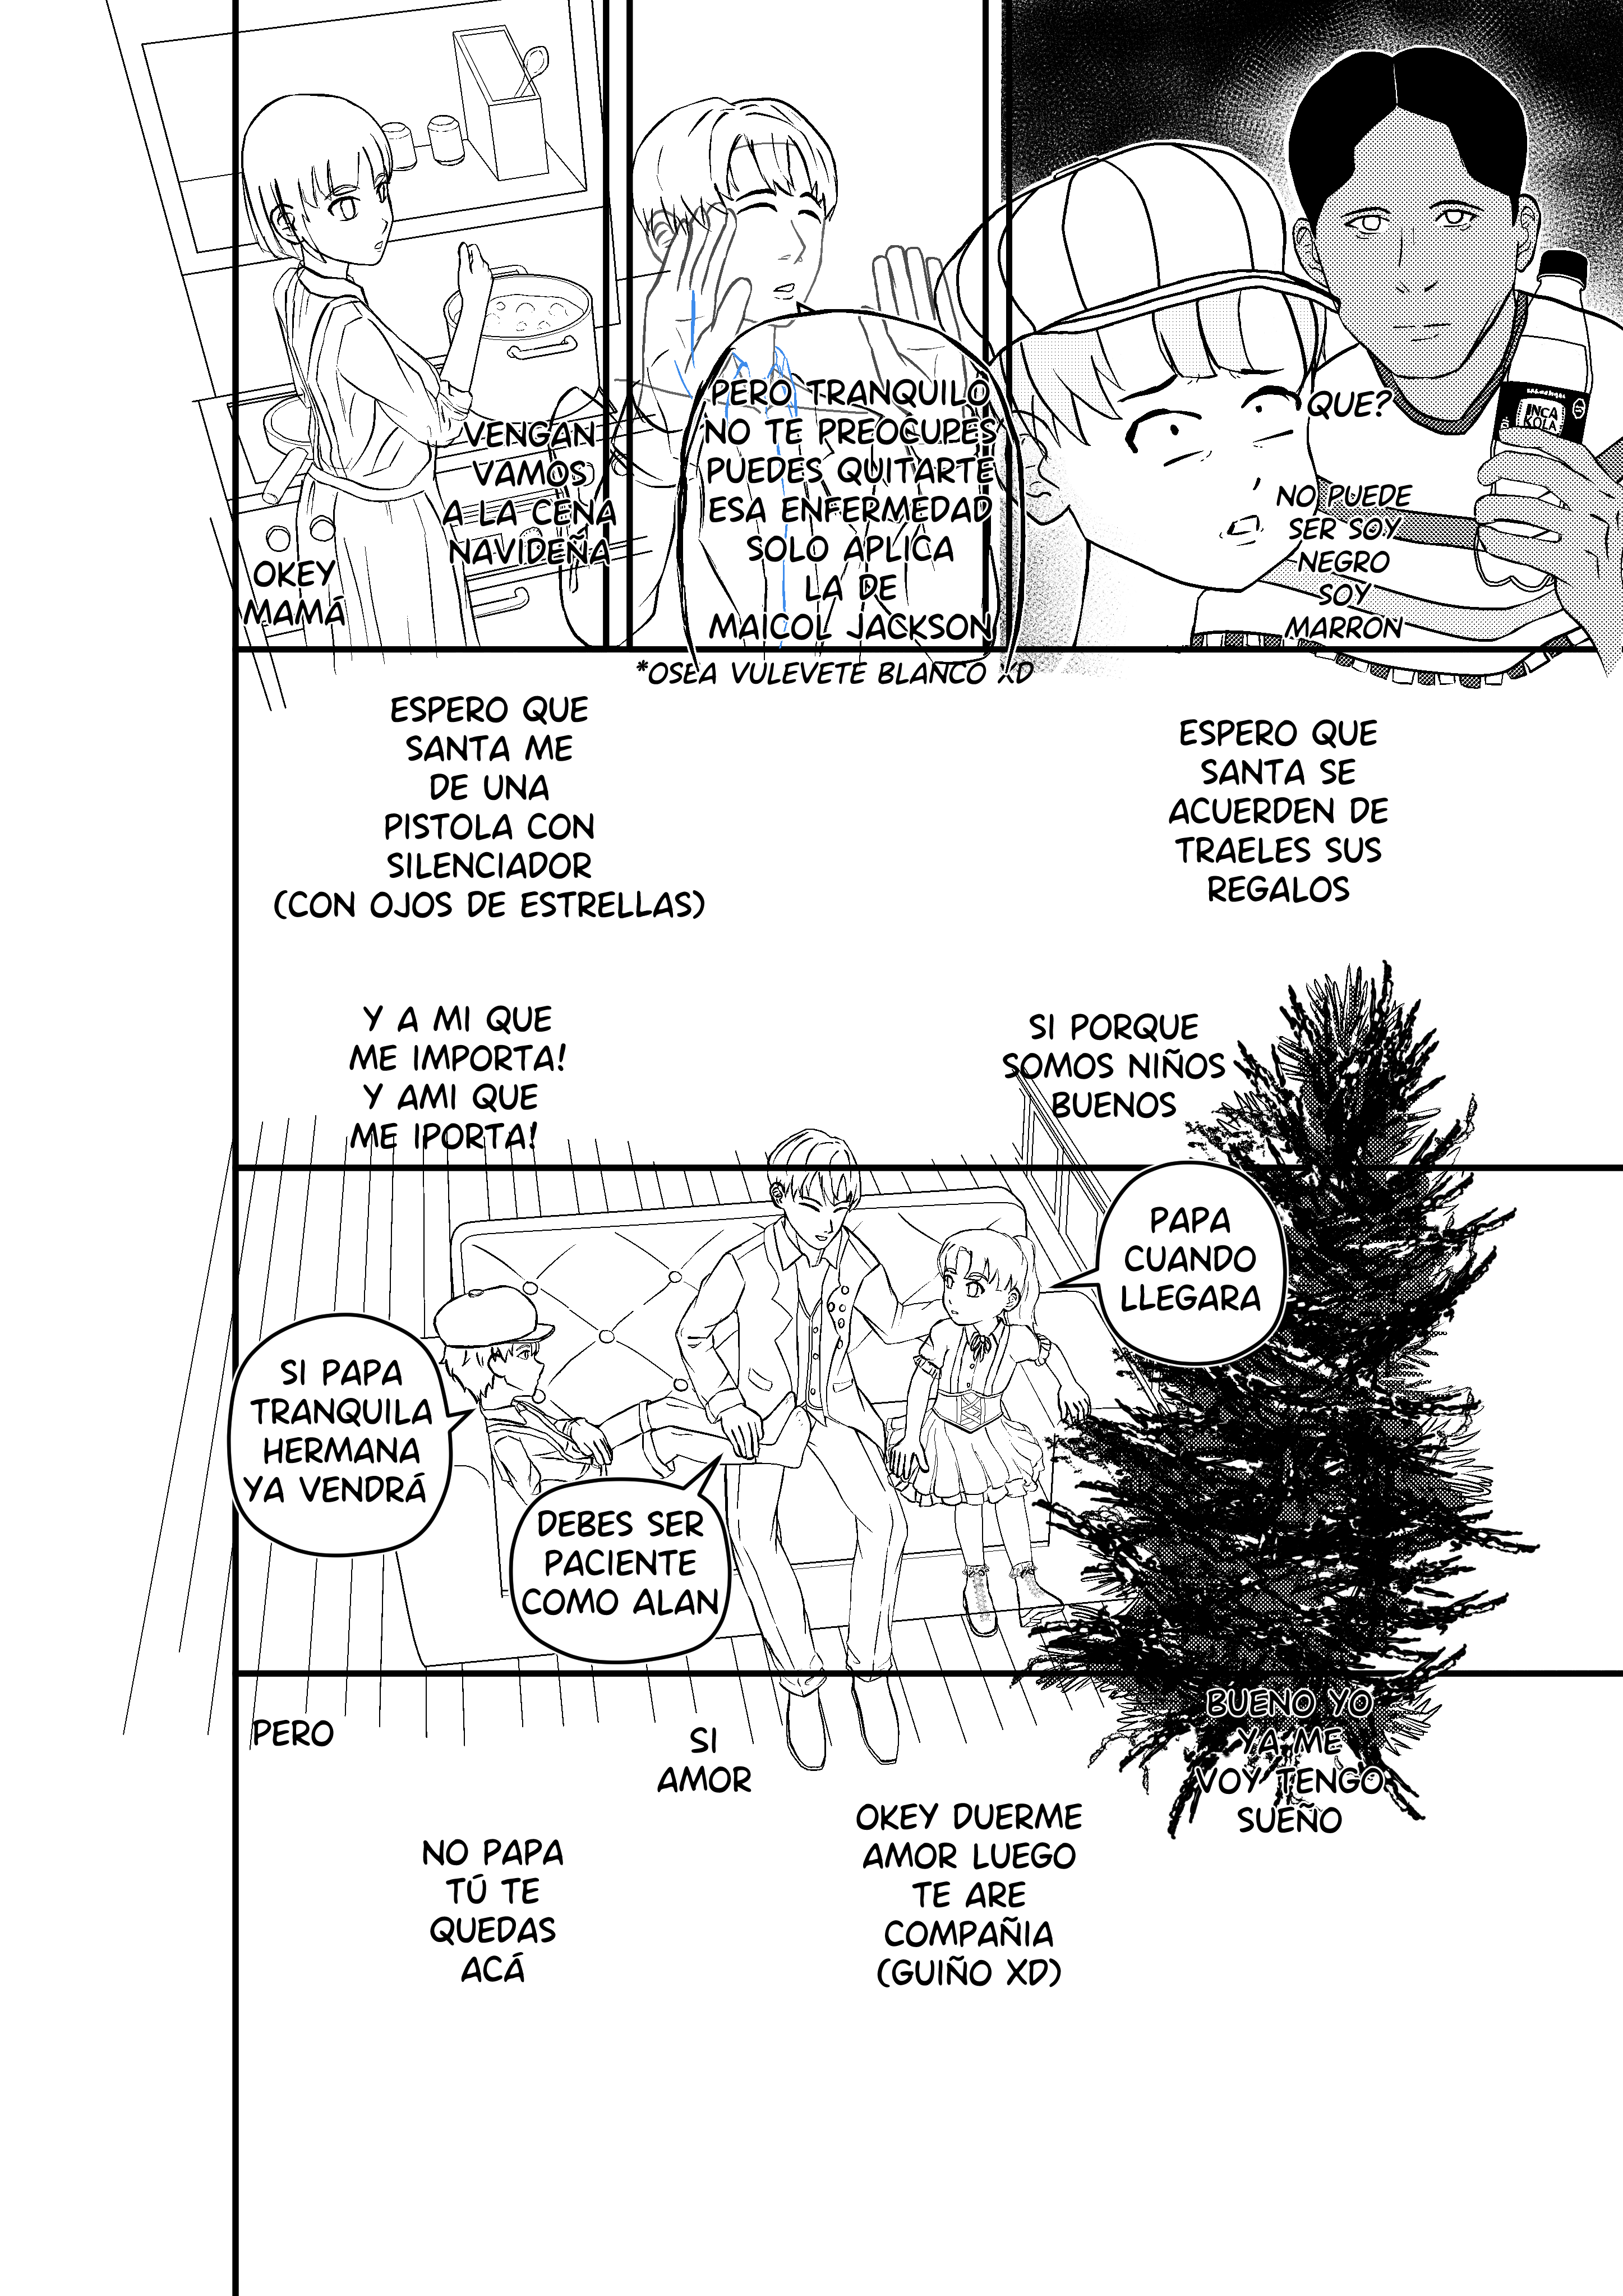 QUE?
NO PUEDE
SER SOY
NEGRO
SOY
MARRON
INCA
KOLA
PERO TRANQUILO
NO TE PREOCUPES
PUEDES QUITARTE
ESA ENFERMEDAD
SOLO APLICA
LA DE
MAICOL JACKSON
*OSEA VULEVETE BLANCO XD
VENGAN
VAMOS
A LA CENA
NAVIDEÑA
OKEY
MAMÁ
ESPERO QUE
SANTA SE
ACUERDEN DE
TRAELES SUS
REGALOS
ESPERO QUE
SANTA ME
DE UNA
PISTOLA CON
SILENCIADOR
(CON OJOS DE ESTRELLAS)
SI PORQUE
SOMOS NIÑOS
BUENOS
Y A MI QUE
ME IMPORTA!
Y AMI QUE
ME IPORTA!
PAPA
CUANDO
LLEGARA
DEBES SER
PACIENTE
COMO ALAN
SI PAPA
TRANQUILA
HERMANA
YA VENDRÁ
BUENO YO
YA ME
VOY TENGO
SUEÑO
OKEY DUERME
AMOR LUEGO
TE ARE
COMPAÑIA
(GUIÑO XD)
SI
AMOR
NO PAPA
TÚ TE
QUEDAS
ACÁ
PERO